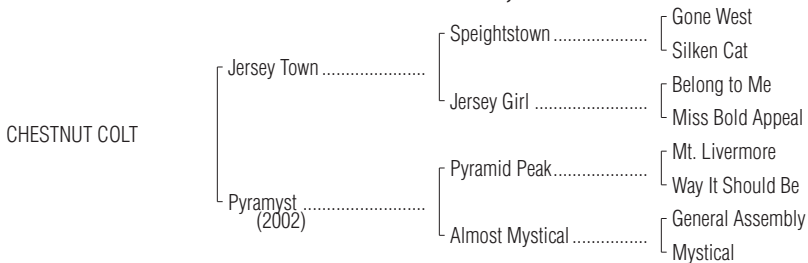 Gone West
Speightstown ....................
Silken Cat
Jersey Town ......................
Belong to Me
Jersey Girl ........................
Miss Bold Appeal
CHESTNUT COLT
Mt. Livermore
Pyramid Peak....................
Way It Should Be
Pyramyst ..........................
(2002)
General Assembly
Almost Mystical ................
Mystical